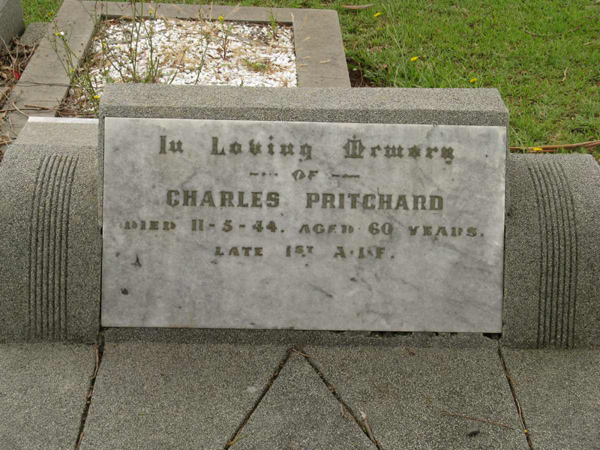 In Loving Memory
OF
CHARLES PRITCHARD
DIED 11-5-44. AGED 60 YEARS.
LATE 1ST A.I.F.